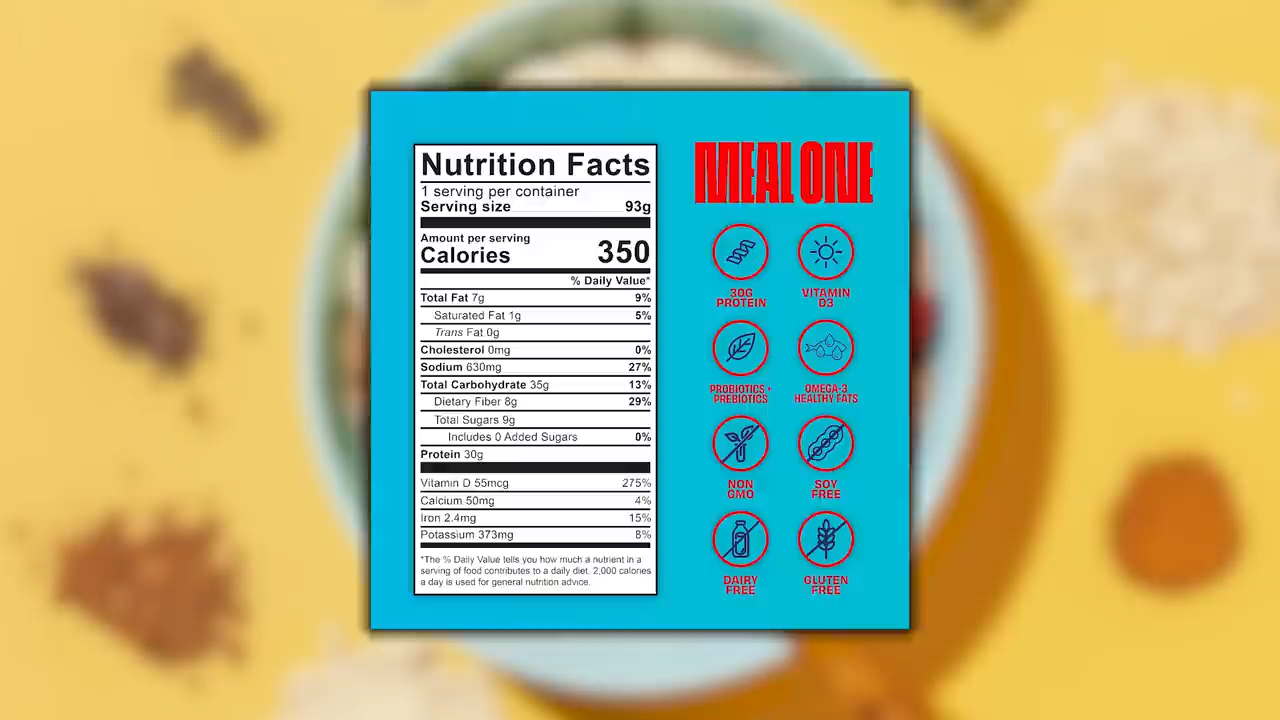 Nutrition Facts
1 serving per container
Serving size 93g
Amount per serving
Calories 350
% Daily Value*
Total Fat 7g 9%
Saturated Fat 1g 5%
Trans Fat 0g
Cholesterol 0mg 0%
Sodium 630mg 27%
Total Carbohydrate 35g 13%
Dietary Fiber 8g 29%
Total Sugars 9g
Includes 0 Added Sugars 0%
Protein 30g
Vitamin D 55mcg 275%
Calcium 50mg 4%
Iron 2.4mg 15%
Potassium 373mg 8%
*The % Daily Value tells you how much a nutrient in a
serving of food contributes to a daily diet. 2,000 calories
a day is used for general nutrition advice.
MEAL ONE
30G
PROTEIN
VITAMIN
D3
PROBIOTICS +
PREBIOTICS
OMEGA-3
HEALTHY FATS
NON
GMO
SOY
FREE
DAIRY
FREE
GLUTEN
FREE